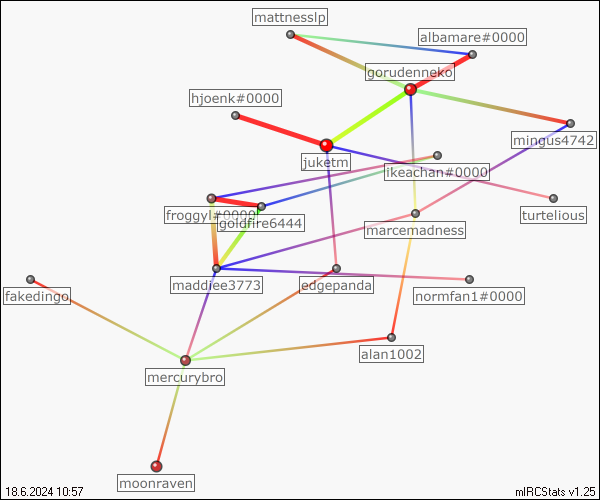 mattnesslp
albamare#0000
gorudenneko
hjoenk#0000
mingus4742
juketm
ikeachan#0000
froggyl#0000
goldfire6444
turtelious
marcemadness
maddiee3773
edgepanda
fakedingo
normfan1#0000
alan1002
mercurybro
moonraven
18.6.2024 10:57
mIRCStats v1.25